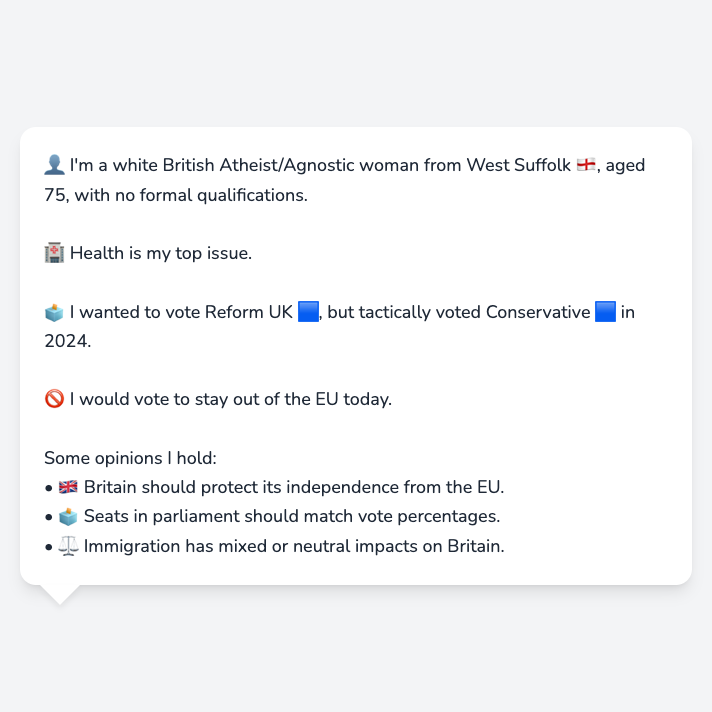 👤 I'm a white British Atheist/Agnostic woman from West Suffolk 🏴󠁧󠁢󠁥󠁮󠁧󠁿, aged
75, with no formal qualifications.
🏥 Health is my top issue.
🗳️ I wanted to vote Reform UK 🟦, but tactically voted Conservative 🟦 in
2024.
🚫 I would vote to stay out of the EU today.
Some opinions I hold:
• 🇬🇧 Britain should protect its independence from the EU.
• 🗳️ Seats in parliament should match vote percentages.
• ⚖️ Immigration has mixed or neutral impacts on Britain.